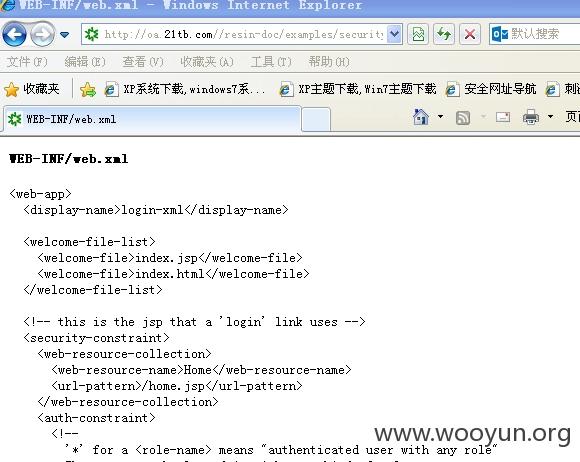 WEB-INF/web.xml - Windows Internet Explorer
http://oa.21tb.com//resin-doc/examples/securit
默认搜索
文件(F) 编辑(E) 查看(V) 收藏夹(A) 工具(T) 帮助(H)
收藏夹 XP系统下载,windows7系... XP主题下载,Win7主题下载 安全网址导航
WEB-INF/web.xml
WEB-INF/web.xml
<web-app>
<display-name>login-xml</display-name>
<welcome-file-list>
<welcome-file>index.jsp</welcome-file>
<welcome-file>index.html</welcome-file>
</welcome-file-list>
<!-- this is the jsp that a 'login' link uses -->
<security-constraint>
<web-resource-collection>
<web-resource-name>Home</web-resource-name>
<url-pattern>/home.jsp</url-pattern>
</web-resource-collection>
<auth-constraint>
<!--
'*' for a <role-name> means "authenticated user with any role"
www.wooyun.org